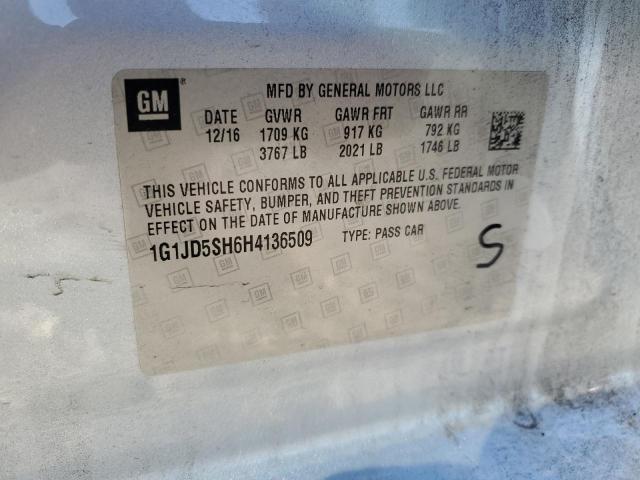 GM®
MFD BY GENERAL MOTORS LLC
DATE GVWR GAWR FRT GAWR RR
12/16 1709 KG 917 KG 792 KG
3767 LB 2021 LB 1746 LB
THIS VEHICLE CONFORMS TO ALL APPLICABLE U.S. FEDERAL MOTOR
VEHICLE SAFETY, BUMPER, AND THEFT PREVENTION STANDARDS IN
EFFECT ON THE DATE OF MANUFACTURE SHOWN ABOVE.
1G1JD5SH6H4136509 TYPE: PASS CAR
S